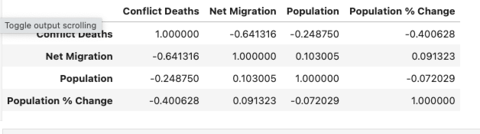 Conflict Deaths Net Migration Population Population % Change
Toggle output scrolling
Conflict Deaths 1.000000 -0.641316 -0.248750 -0.400628
Net Migration -0.641316 1.000000 0.103005 0.091323
Population -0.248750 0.103005 1.000000 -0.072029
Population % Change -0.400628 0.091323 -0.072029 1.000000